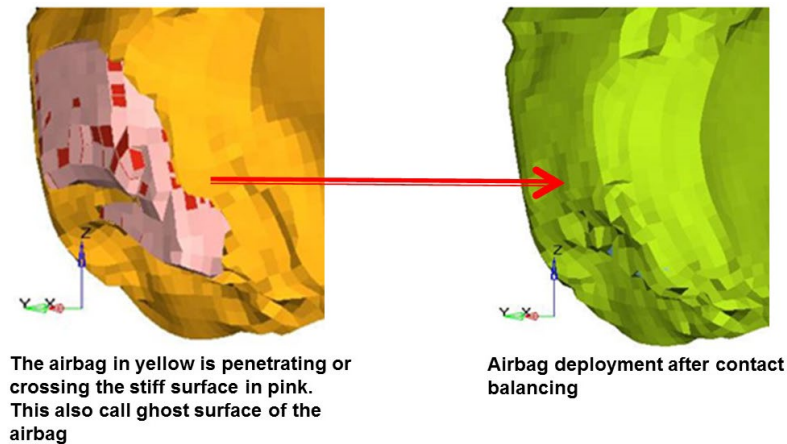 Z
Y X
Z
Y X
The airbag in yellow is penetrating or
crossing the stiff surface in pink.
This also call ghost surface of the
airbag
Airbag deployment after contact
balancing